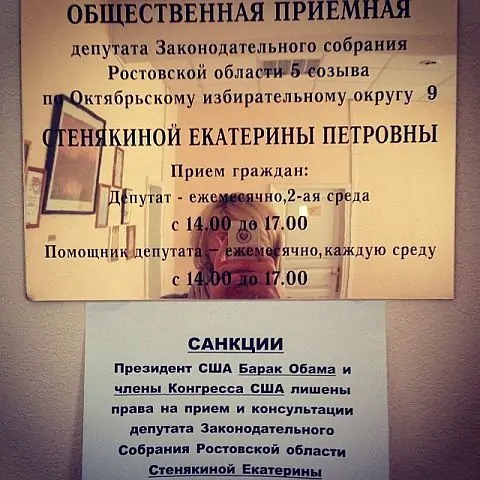 ОБЩЕСТВЕННАЯ ПРИЕМНАЯ
депутата Законодательного собрания
Ростовской области 5 созыва
по Октябрьскому избирательному округу 9
СТЕНЯКИНОЙ ЕКАТЕРИНЫ ПЕТРОВНЫ
Прием граждан:
Депутат - ежемесячно,2-ая среда
с 14.00 до 17.00
Помощник депутата – ежемесячно,каждую среду
с 14.00 до 17.00
САНКЦИИ
Президент США Барак Обама и
члены Конгресса США лишены
права на прием и консультации
депутата Законодательного
Собрания Ростовской области
Стенякиной Екатерины